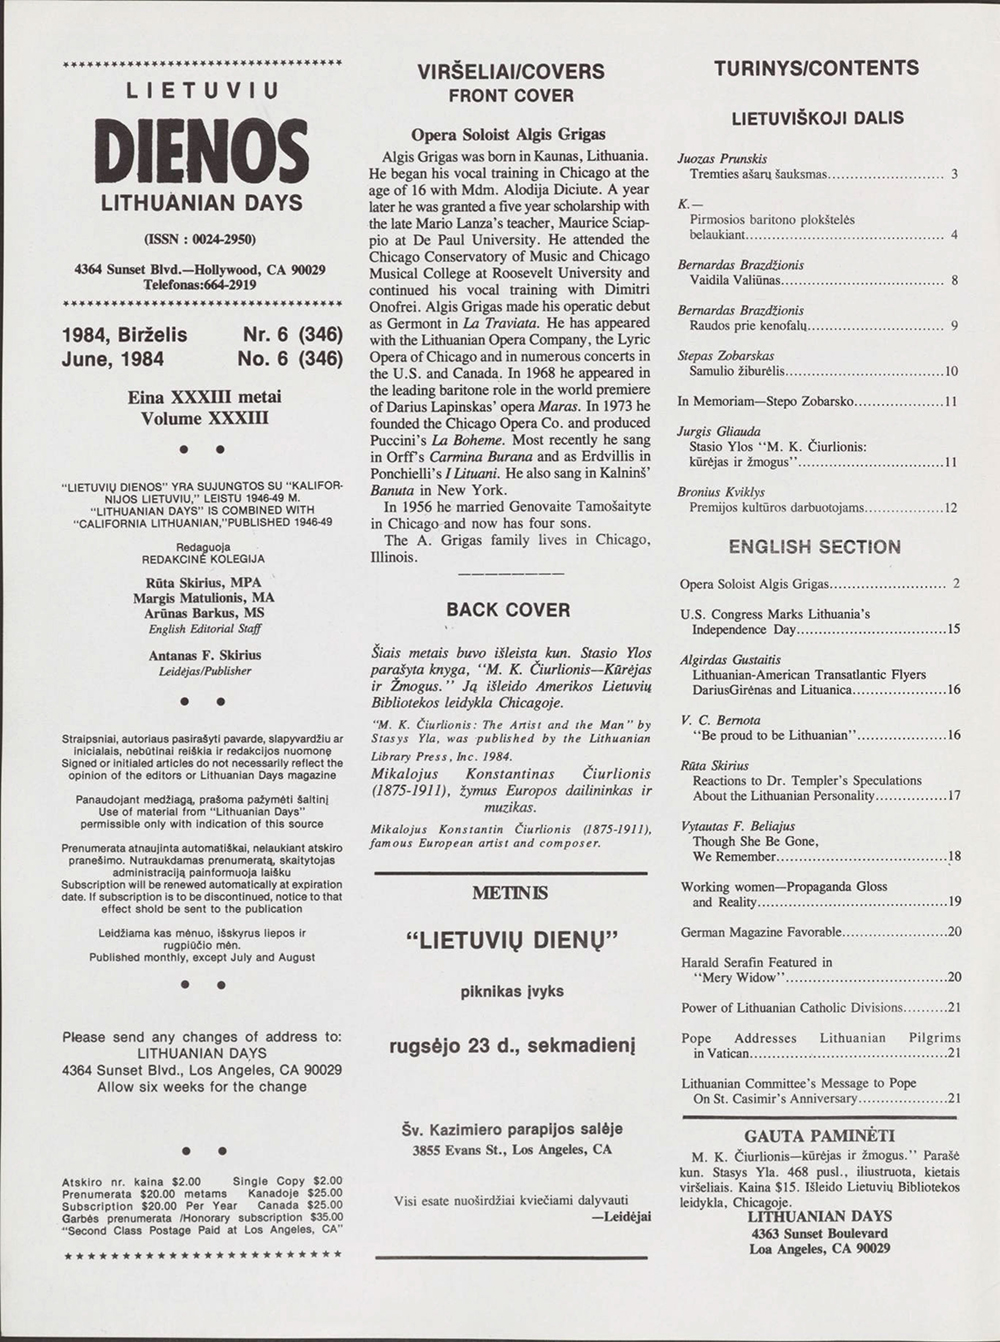 LIETUVIU
DIENOS
LITHUANIAN DAYS
(ISSN : 0024-2950)
4364 Sunset Blvd.—Hollywood, CA 90029
Telefonas:664-2919
1984, Birželis Nr. 6 (346)
June, 1984 No. 6 (346)
Eina XXXIII metai
Volume XXXIII
"LIETUVIŲ DIENOS" YRA SUJUNGTOS SU "KALIFOR-
NIJOS LIETUVIU," LEISTU 1946-49 M.
"LITHUANIAN DAYS" IS COMBINED WITH
"CALIFORNIA LITHUANIAN,"PUBLISHED 1946-49
Redaguoja
REDAKCINĖ KOLEGIJA
Rūta Skirius, MPA
Margis Matulionis, MA
Arūnas Barkus, MS
English Editorial Staff
Antanas F. Skirius
Leidėjas/Publisher
Straipsniai, autoriaus pasirašyti pavarde, slapyvardžiu ar
inicialais, nebūtinai reiškia ir redakcijos nuomonę
Signed or initialed articles do not necessarily reflect the
opinion of the editors or Lithuanian Days magazine
Panaudojant medžiagą, prašoma pažymėti šaltinį
Use of material from "Lithuanian Days"
permissible only with indication of this source
Prenumerata atnaujinta automatiškai, nelaukiant atskiro
pranešimo. Nutraukdamas prenumeratą, skaitytojas
administraciją painformuoja laišku
Subscription will be renewed automatically at expiration
date. If subscription is to be discontinued, notice to that
effect shold be sent to the publication
Leidžiama kas mėnuo, išskyrus liepos ir
rugpiūčio mėn.
Published monthly, except July and August
Please send any changes of address to:
LITHUANIAN DAYS
4364 Sunset Blvd., Los Angeles, CA 90029
Allow six weeks for the change
Atskiro nr. kaina $2.00 Single Copy $2.00
Prenumerata $20.00 metams Kanadoje $25.00
Subscription $20.00 Per Year Canada $25.00
Garbės prenumerata /Honorary subscription $35.00
"Second Class Postage Paid at Los Angeles, CA"
VIRŠELIAI/COVERS
FRONT COVER
Opera Soloist Algis Grigas
Algis Grigas was born in Kaunas, Lithuania.
He began his vocal training in Chicago at the
age of 16 with Mdm. Alodija Diciute. A year
later he was granted a five year scholarship with
the late Mario Lanza's teacher, Maurice Sciap-
pio at De Paul University. He attended the
Chicago Conservatory of Music and Chicago
Musical College at Roosevelt University and
continued his vocal training with Dimitri
Onofrei. Algis Grigas made his operatic debut
as Germont in La Traviata. He has appeared
with the Lithuanian Opera Company, the Lyric
Opera of Chicago and in numerous concerts in
the U.S. and Canada. In 1968 he appeared in
the leading baritone role in the world premiere
of Darius Lapinskas' opera Maras. In 1973 he
founded the Chicago Opera Co. and produced
Puccini's La Boheme. Most recently he sang
in Orff's Carmina Burana and as Erdvillis in
Ponchielli's I Lituani. He also sang in Kalninš'
Banuta in New York.
In 1956 he married Genovaite Tamošaityte
in Chicago and now has four sons.
The A. Grigas family lives in Chicago,
Illinois.
BACK COVER
Šiais metais buvo išleista kun. Stasio Ylos
parašyta knyga, "M. K. Čiurlionis—Kūrėjas
ir Žmogus." Ją išleido Amerikos Lietuvių
Bibliotekos leidykla Chicagoje.
"M. K. Čiurlionis: The Artist and the Man" by
Stasys Yla, was published by the Lithuanian
Library Press, Inc. 1984.
Mikalojus Konstantinas Čiurlionis
(1875-1911), žymus Europos dailininkas ir
muzikas.
Mikalojus Konstantin Čiurlionis (1875-1911),
famous European artist and composer.
METINIS
"LIETUVIŲ DIENŲ"
piknikas įvyks
rugsėjo 23 d., sekmadienį
Šv. Kazimiero parapijos salėje
3855 Evans St., Los Angeles, CA
Visi esate nuoširdžiai kviečiami dalyvauti
—Leidėjai
TURINYS/CONTENTS
LIETUVIŠKOJI DALIS
Juozas Prunskis
Tremties ašarų šauksmas.......................... 3
K.—
Pirmosios baritono plokštelės
belaukiant............................................ 4
Bernardas Brazdžionis
Vaidila Valiūnas.................................... 8
Bernardas Brazdžionis
Raudos prie kenofalų.............................. 9
Stepas Zobarskas
Samulio žiburėlis...................................10
In Memoriam—Stepo Zobarsko....................11
Jurgis Gliauda
Stasio Ylos "M. K. Čiurlionis:
kūrėjas ir žmogus"................................11
Bronius Kviklys
Premijos kultūros darbuotojams.................12
ENGLISH SECTION
Opera Soloist Algis Grigas.......................... 2
U.S. Congress Marks Lithuania's
Independence Day.................................15
Algirdas Gustaitis
Lithuanian-American Transatlantic Flyers
DariusGirėnas and Lituanica.....................16
V. C. Bernota
"Be proud to be Lithuanian"....................16
Rūta Skirius
Reactions to Dr. Templer's Speculations
About the Lithuanian Personality................17
Vytautas F. Beliajus
Though She Be Gone,
We Remember......................................18
Working women—Propaganda Gloss
and Reality..........................................19
German Magazine Favorable.......................20
Harald Serafin Featured in
"Mery Widow"....................................20
Power of Lithuanian Catholic Divisions..........21
Pope Addresses Lithuanian Pilgrims
in Vatican............................................21
Lithuanian Committee's Message to Pope
On St. Casimir's Anniversary....................21
GAUTA PAMINĖTI
M. K. Čiurlionis—kūrėjas ir žmogus." Parašė
kun. Stasys Yla. 468 pusl., iliustruota, kietais
viršeliais. Kaina $15. Išleido Lietuvių Bibliotekos
leidykla, Chicagoje.
LITHUANIAN DAYS
4363 Sunset Boulevard
Loa Angeles, CA 90029